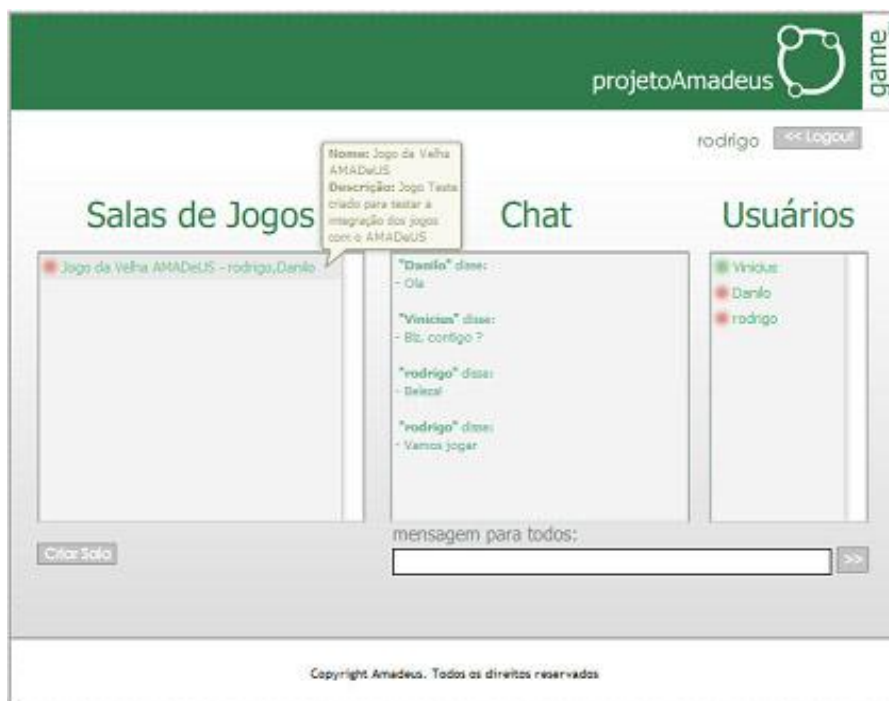 projetoAmadeus
game
rodrigo
<< Logout
Nome: Jogo da Velha
AMADeUS
Descrição: Jogo Teste
criado para testar a
integração dos jogos
com o AMADeUS
Salas de Jogos
Chat
Usuários
Jogo da Velha AMADeUS - rodrigo,Danilo
"Danilo" disse:
- Ola
"Vinicius" disse:
- Blz, contigo ?
"rodrigo" disse:
- Beleza!
"rodrigo" disse:
- Vamos jogar
Vinicius
Danilo
rodrigo
Criar Sala
mensagem para todos:
>>
Copyright Amadeus. Todos os direitos reservados